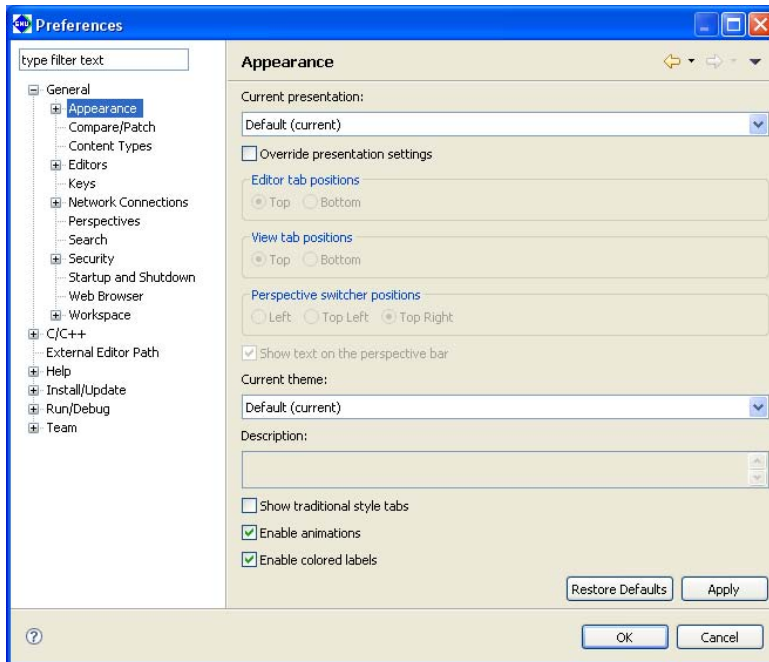 Preferences
type filter text
General
Appearance
Compare/Patch
Content Types
Editors
Keys
Network Connections
Perspectives
Search
Security
Startup and Shutdown
Web Browser
Workspace
C/C++
External Editor Path
Help
Install/Update
Run/Debug
Team
Appearance
Current presentation:
Default (current)
Override presentation settings
Editor tab positions
Top Bottom
View tab positions
Top Bottom
Perspective switcher positions
Left Top Left Top Right
Show text on the perspective bar
Current theme:
Default (current)
Description:
Show traditional style tabs
Enable animations
Enable colored labels
Restore Defaults Apply
? OK Cancel